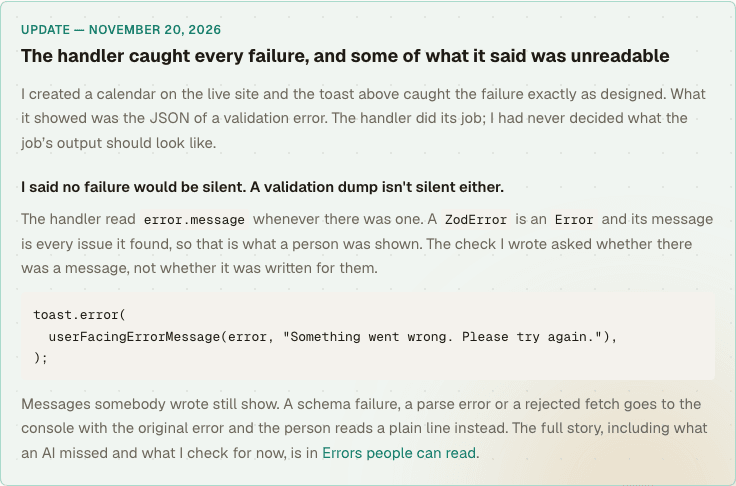 UPDATE — NOVEMBER 20, 2026
The handler caught every failure, and some of what it said was unreadable
I created a calendar on the live site and the toast above caught the failure exactly as designed. What
it showed was the JSON of a validation error. The handler did its job; I had never decided what the
job's output should look like.
I said no failure would be silent. A validation dump isn't silent either.
The handler read error.message whenever there was one. A ZodError is an Error and its message
is every issue it found, so that is what a person was shown. The check I wrote asked whether there
was a message, not whether it was written for them.
toast.error(
  userFacingErrorMessage(error, "Something went wrong. Please try again."),
);
Messages somebody wrote still show. A schema failure, a parse error or a rejected fetch goes to the
console with the original error and the person reads a plain line instead. The full story, including what
an AI missed and what I check for now, is in Errors people can read.